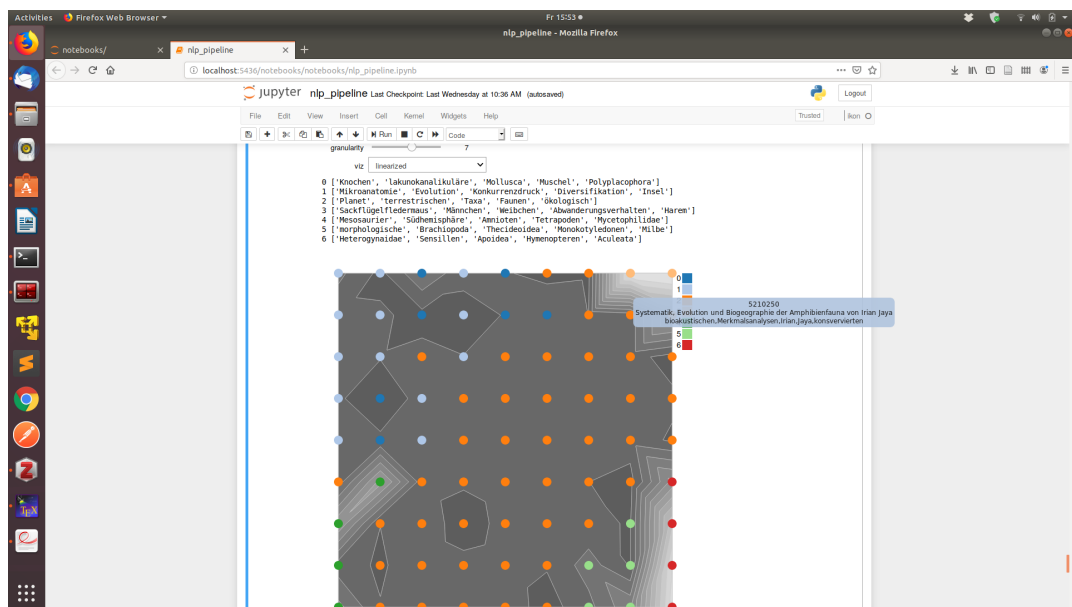 Activities Firefox Web Browser Fr 15:53
nlp_pipeline - Mozilla Firefox
notebooks/ × nlp_pipeline × +
localhost:5436/notebooks/notebooks/nlp_pipeline.ipynb
jupyter nlp_pipeline Last Checkpoint: Last Wednesday at 10:36 AM (autosaved) Logout
File Edit View Insert Cell Kernel Widgets Help Trusted ikon
Run Code
granularity 7
viz linearized
0 ['Knochen', 'lakunokanalikuläre', 'Mollusca', 'Muschel', 'Polyplacophora']
1 ['Mikroanatomie', 'Evolution', 'Konkurrenzdruck', 'Diversifikation', 'Insel']
2 ['Planet', 'terrestrischen', 'Taxa', 'Faunen', 'ökologisch']
3 ['Sackflügelfledermaus', 'Männchen', 'Weibchen', 'Abwanderungsverhalten', 'Harem']
4 ['Mesosaurier', 'Südhemisphäre', 'Amnioten', 'Tetrapoden', 'Mycetophilidae']
5 ['morphologische', 'Brachiopoda', 'Thecideoidea', 'Monokotyledonen', 'Milbe']
6 ['Heterogynaidae', 'Sensillen', 'Apoidea', 'Hymenopteren', 'Aculeata']
0
1
5210250
Systematik, Evolution und Biogeographie der Amphibienfauna von Irian Jaya
bioakustischen,Merkmalsanalysen,Irian,Jaya,konservierten
5
6